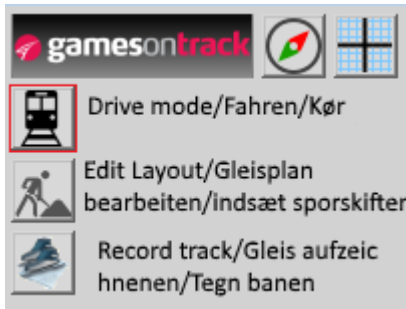 gamesontrack
Drive mode/Fahren/Kør
Edit Layout/Gleisplan
bearbeiten/indsæt sporskifter
Record track/Gleis aufzeic
hnenen/Tegn banen